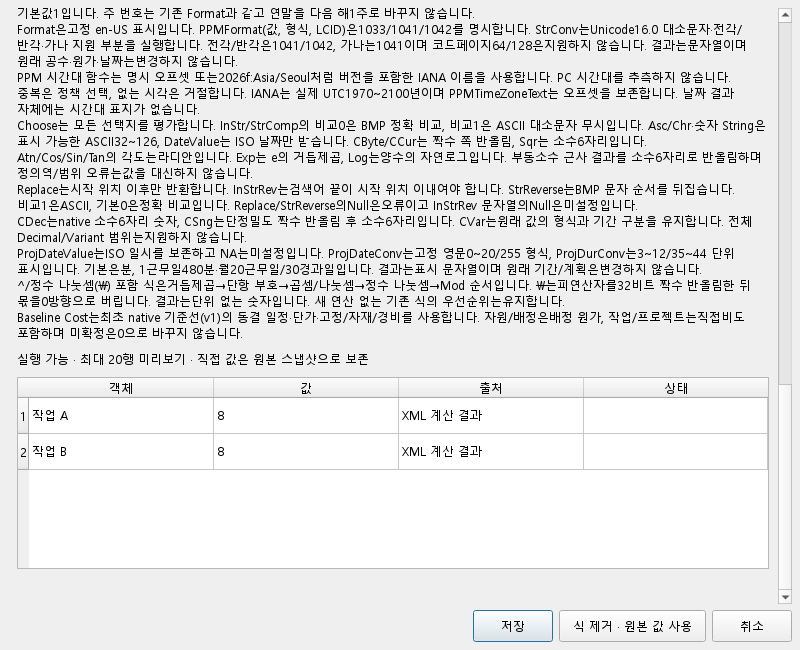 기본값1입니다. 주 번호는 기존 Format과 같고 연말을 다음 해1주로 바꾸지 않습니다.
Format은고정 en-US 표시입니다. PPMFormat(값, 형식, LCID)은1033/1041/1042를 명시합니다. StrConv는Unicode16.0 대소문자·전각/
반각·가나 지원 부분을 실행합니다. 전각/반각은1041/1042, 가나는1041이며 코드페이지64/128은지원하지 않습니다. 결과는문자열이며
원래 공수·원가·날짜는변경하지 않습니다.
PPM 시간대 함수는 명시 오프셋 또는2026f:Asia/Seoul처럼 버전을 포함한 IANA 이름을 사용합니다. PC 시간대를 추측하지 않습니다.
중복은 정책 선택, 없는 시각은 거절합니다. IANA는 실제 UTC1970~2100년이며 PPMTimeZoneText는 오프셋을 보존합니다. 날짜 결과
자체에는 시간대 표지가 없습니다.
Choose는 모든 선택지를 평가합니다. InStr/StrComp의 비교0은 BMP 정확 비교, 비교1은 ASCII 대소문자 무시입니다. Asc/Chr·숫자 String은
표시 가능한 ASCII32~126, DateValue는 ISO 날짜만 받습니다. CByte/CCur는 짝수 쪽 반올림, Sqr는 소수6자리입니다.
Atn/Cos/Sin/Tan의 각도는라디안입니다. Exp는 e의 거듭제곱, Log는양수의 자연로그입니다. 부동소수 근사 결과를 소수6자리로 반올림하며
정의역/범위 오류는값을 대신하지 않습니다.
Replace는시작 위치 이후만 반환합니다. InStrRev는검색어 끝이 시작 위치 이내여야 합니다. StrReverse는BMP 문자 순서를 뒤집습니다.
비교1은ASCII, 기본0은정확 비교입니다. Replace/StrReverse의Null은오류이고 InStrRev 문자열의Null은미설정입니다.
CDec는native 소수6자리 숫자, CSng는단정밀도 짝수 반올림 후 소수6자리입니다. CVar는원래 값의 형식과 기간 구분을 유지합니다. 전체
Decimal/Variant 범위는지원하지 않습니다.
ProjDateValue는ISO 일시를 보존하고 NA는미설정입니다. ProjDateConv는고정 영문0~20/255 형식, ProjDurConv는3~12/35~44 단위
표시입니다. 기본은분, 1근무일480분·월20근무일/30경과일입니다. 결과는표시 문자열이며 원래 기간/계획은변경하지 않습니다.
^/정수 나눗셈(₩) 포함 식은거듭제곱→단항 부호→곱셈/나눗셈→정수 나눗셈→Mod 순서입니다. ₩는피연산자를32비트 짝수 반올림한 뒤
몫을0방향으로 버립니다. 결과는단위 없는 숫자입니다. 새 연산 없는 기존 식의 우선순위는유지합니다.
Baseline Cost는최초 native 기준선(v1)의 동결 일정·단가·고정/자재/경비를 사용합니다. 자원/배정은배정 원가, 작업/프로젝트는직접비도
포함하며 미확정은0으로 바꾸지 않습니다.
실행 가능 · 최대 20행 미리보기 · 직접 값은 원본 스냅샷으로 보존
객체 값 출처 상태
1 작업 A 8 XML 계산 결과
2 작업 B 8 XML 계산 결과
저장 식 제거 · 원본 값 사용 취소